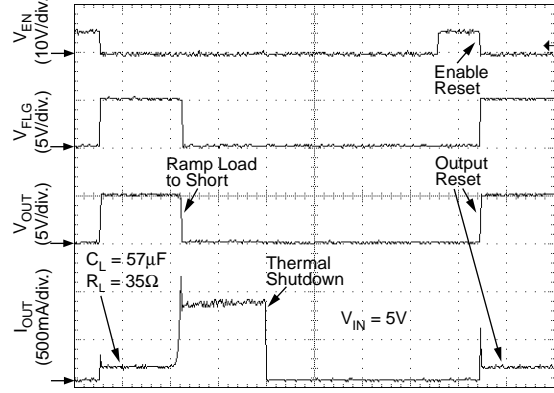 V_EN
(10V/div.)
Enable
Reset
V_FLG
(5V/div.)
Ramp Load
to Short
Output
Reset
V_OUT
(5V/div.)
C_L = 57µF
R_L = 35Ω
Thermal
Shutdown
V_IN = 5V
I_OUT
(500mA/div.)